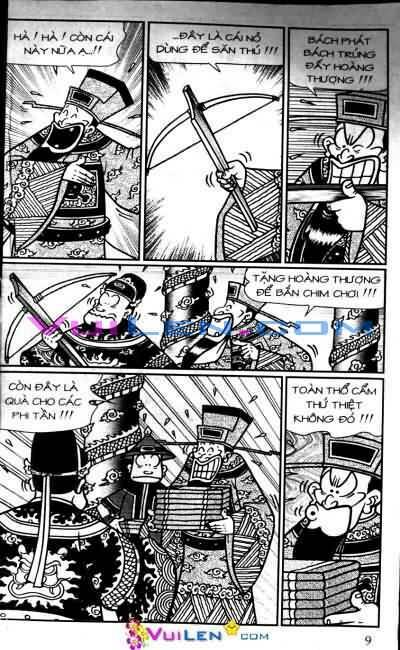 HÀ ! HÀ ! CÒN CÁI
NÀY NỮA Ạ...!!
...ĐÂY LÀ CÁI NỎ
DÙNG ĐỂ SĂN THÚ !!!
BÁCH PHÁT
BÁCH TRÚNG
ĐẤY HOÀNG
THƯỢNG !!!
TẶNG HOÀNG THƯỢNG
ĐỂ BẮN CHIM CHƠI !!!
VUILEN.COM
CÒN ĐÂY LÀ
QUÀ CHO CÁC
PHI TẦN !!!
TOÀN THỔ CẨM
THỨ THIỆT
KHÔNG ĐÓ !!!
9
VUILEN.COM